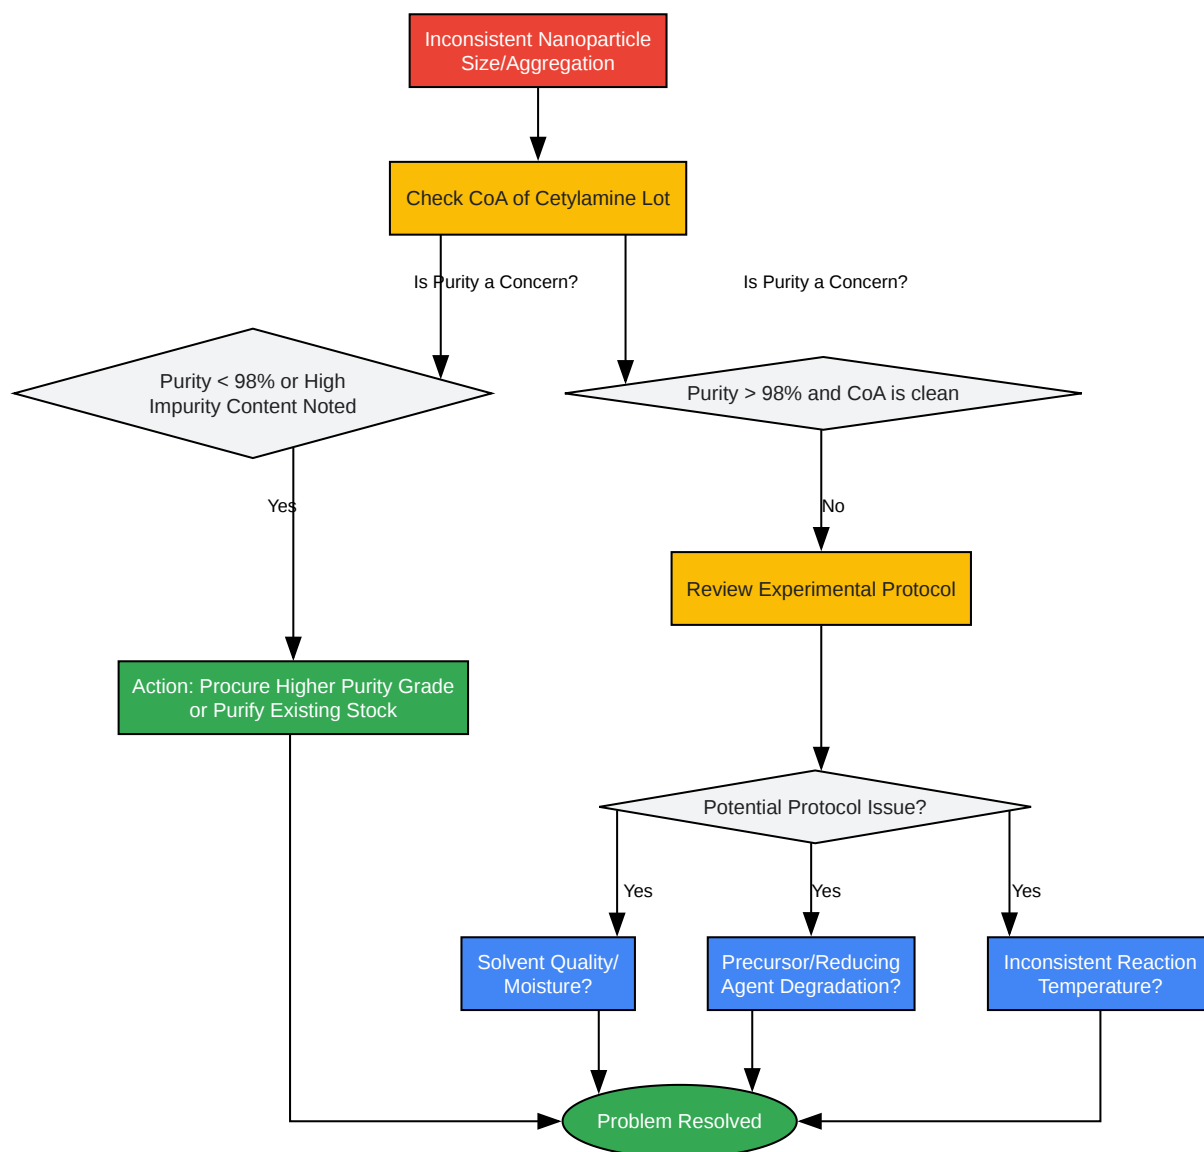 Inconsistent Nanoparticle
Size/Aggregation
Check CoA of Cetylamine Lot
Is Purity a Concern?
Is Purity a Concern?
Purity < 98% or High
Impurity Content Noted
Purity > 98% and CoA is clean
Yes
No
Review Experimental Protocol
Action: Procure Higher Purity Grade
or Purify Existing Stock
Potential Protocol Issue?
Yes
Yes
Yes
Solvent Quality/
Moisture?
Precursor/Reducing
Agent Degradation?
Inconsistent Reaction
Temperature?
Problem Resolved